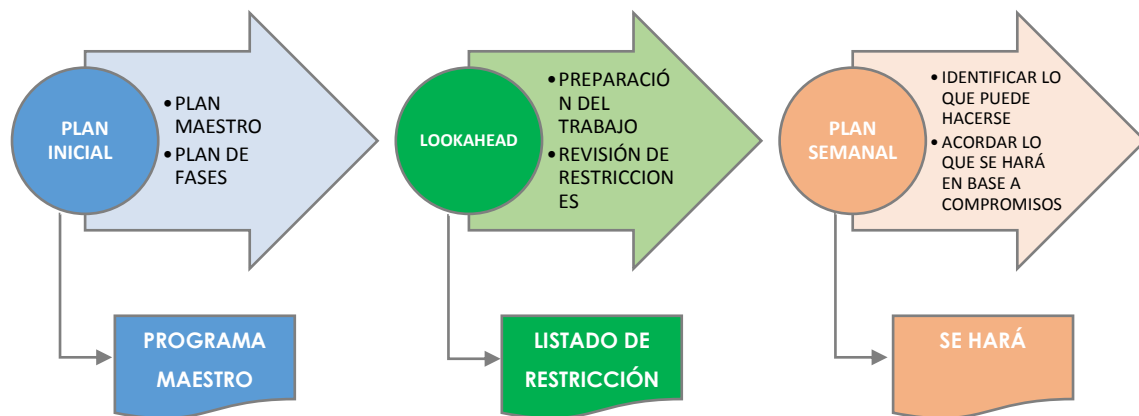 PLAN
INICIAL
• PLAN
MAESTRO
• PLAN DE
FASES
PROGRAMA
MAESTRO
LOOKAHEAD
• PREPARACIÓ
N DEL
TRABAJO
• REVISIÓN DE
RESTRICCION
ES
LISTADO DE
RESTRICCIÓN
PLAN
SEMANAL
• IDENTIFICAR LO
QUE PUEDE
HACERSE
• ACORDAR LO
QUE SE HARÁ
EN BASE A
COMPROMISOS
SE HARÁ